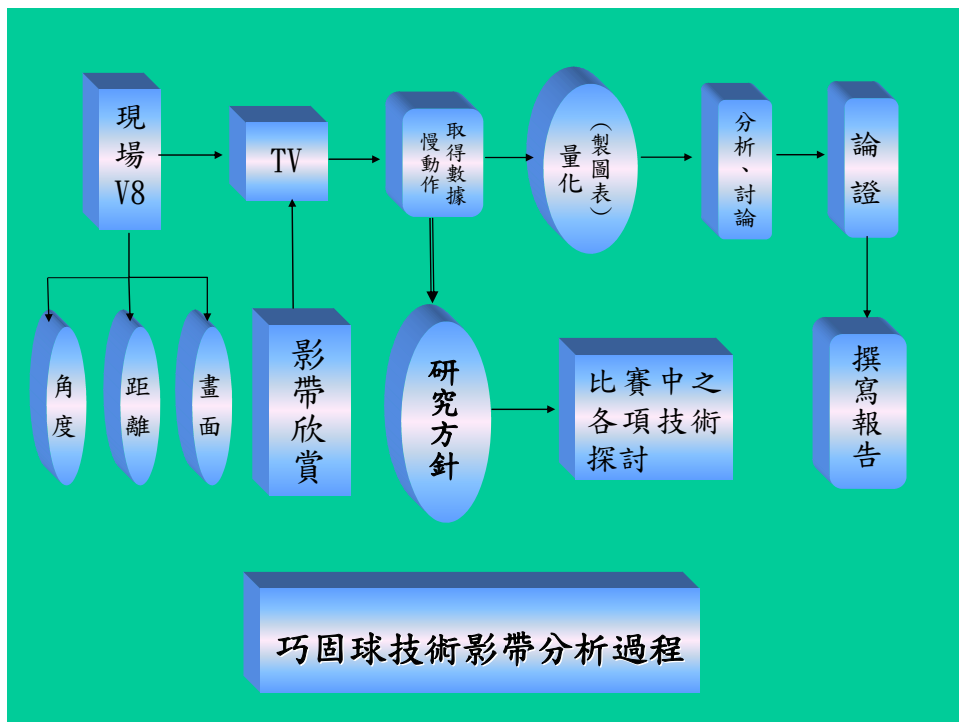 現場V8
TV
慢動作
取得數據
量化
（製圖表）
分析、討論
論證
角度
距離
畫面
影帶欣賞
研究方針
比賽中之
各項技術
探討
撰寫報告
巧固球技術影帶分析過程